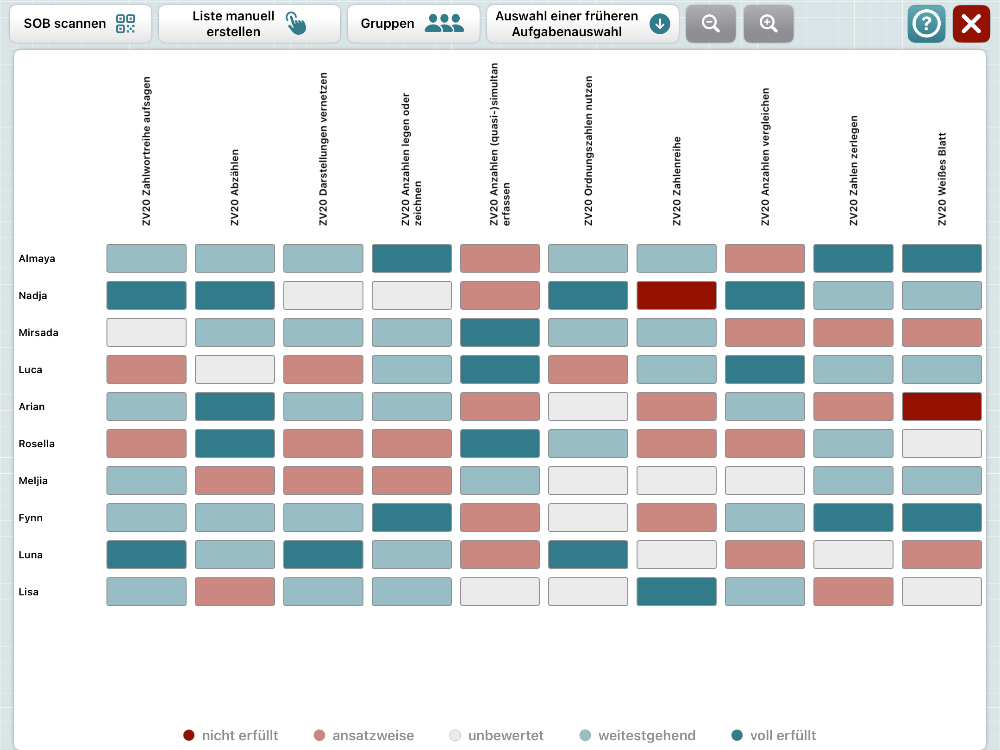 SOB scannen
Liste manuell
erstellen
Gruppen
Auswahl einer früheren
Aufgabenauswahl
ZV20 Zahlwortreihe aufsagen
ZV20 Abzählen
ZV20 Darstellungen vernetzen
ZV20 Anzahlen legen oder
zeichnen
ZV20 Anzahlen (quasi-)simultan
erfassen
ZV20 Ordnungszahlen nutzen
ZV20 Zahlenreihe
ZV20 Anzahlen vergleichen
ZV20 Zahlen zerlegen
ZV20 Weißes Blatt
Almaya
Nadja
Mirsada
Luca
Arian
Rosella
Meljia
Fynn
Luna
Lisa
nicht erfüllt
ansatzweise
unbewertet
weitestgehend
voll erfüllt